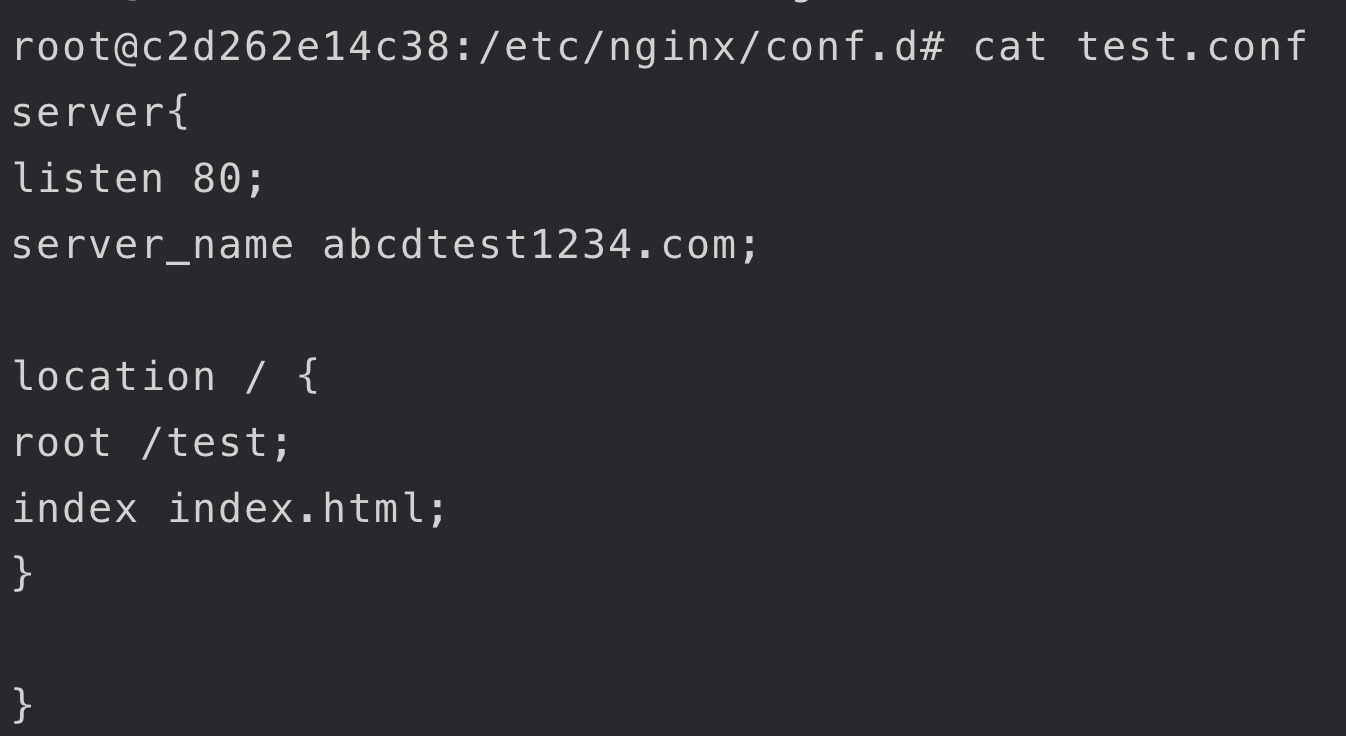 root@c2d262e14c38:/etc/nginx/conf.d# cat test.conf
server{
listen 80;
server_name abcdtest1234.com;
location / {
root /test;
index index.html;
}
}